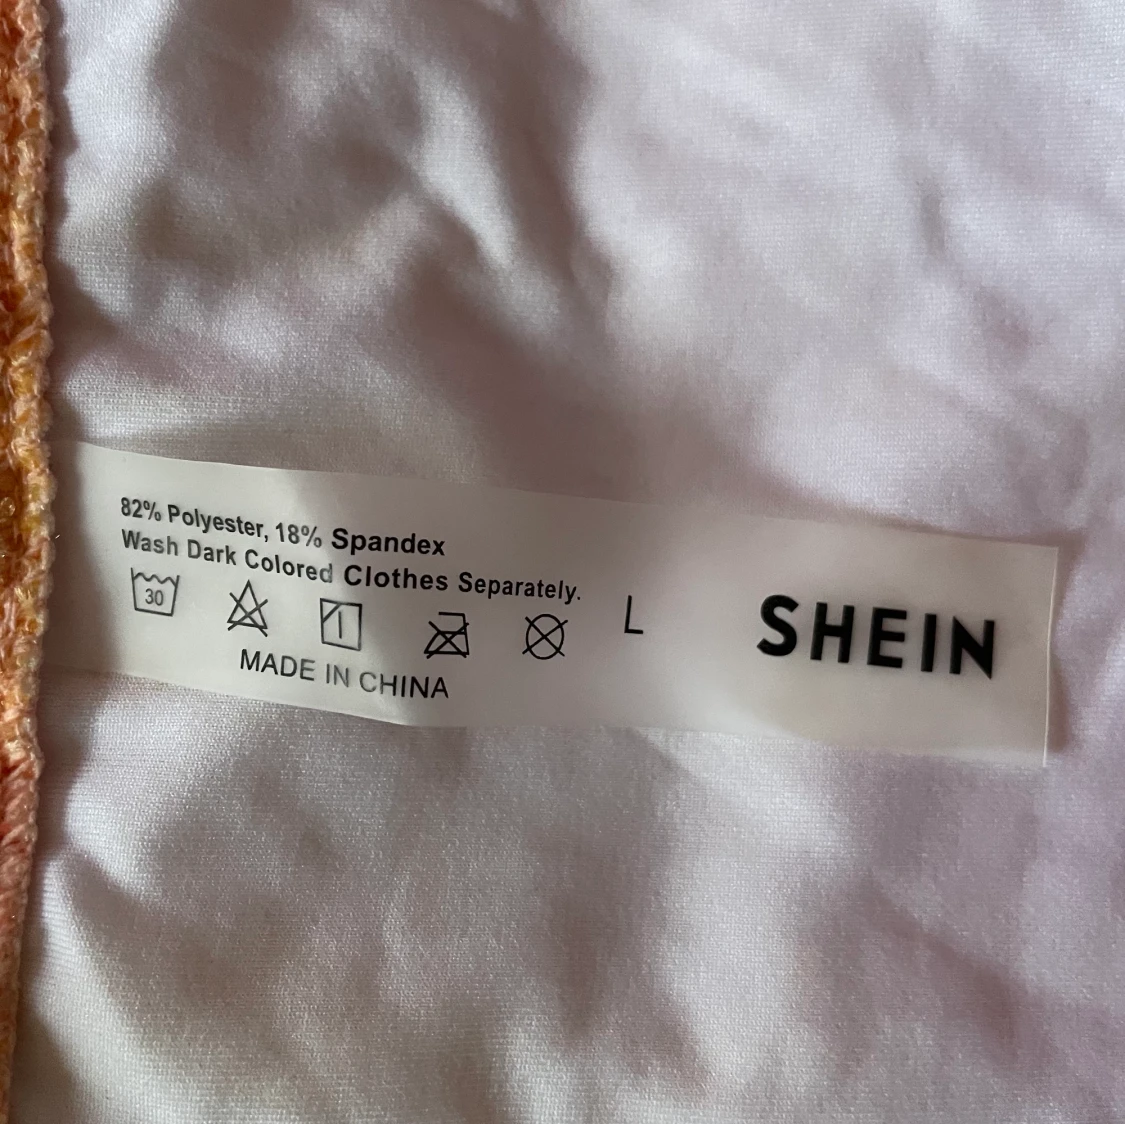 82% Polyester, 18% Spandex
Wash Dark Colored Clothes Separately.
30
L
SHEIN
MADE IN CHINA